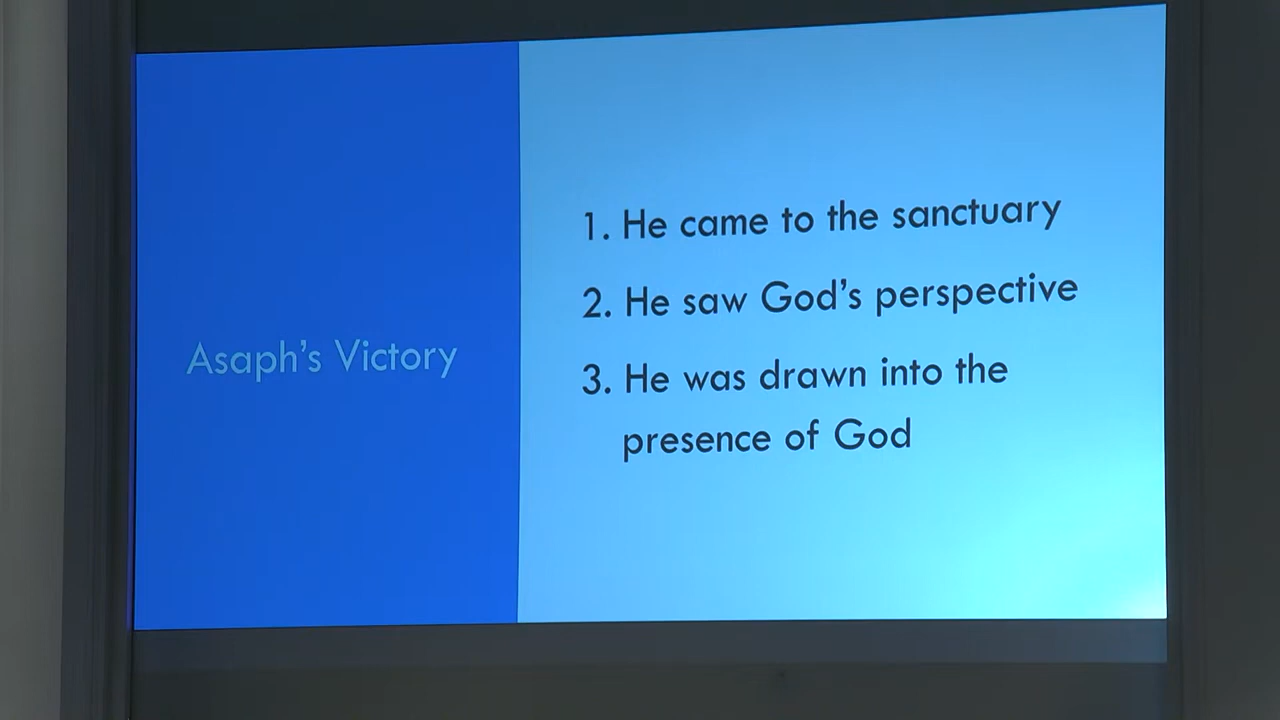 Asaph's Victory
1. He came to the sanctuary
2. He saw God's perspective
3. He was drawn into the
presence of God